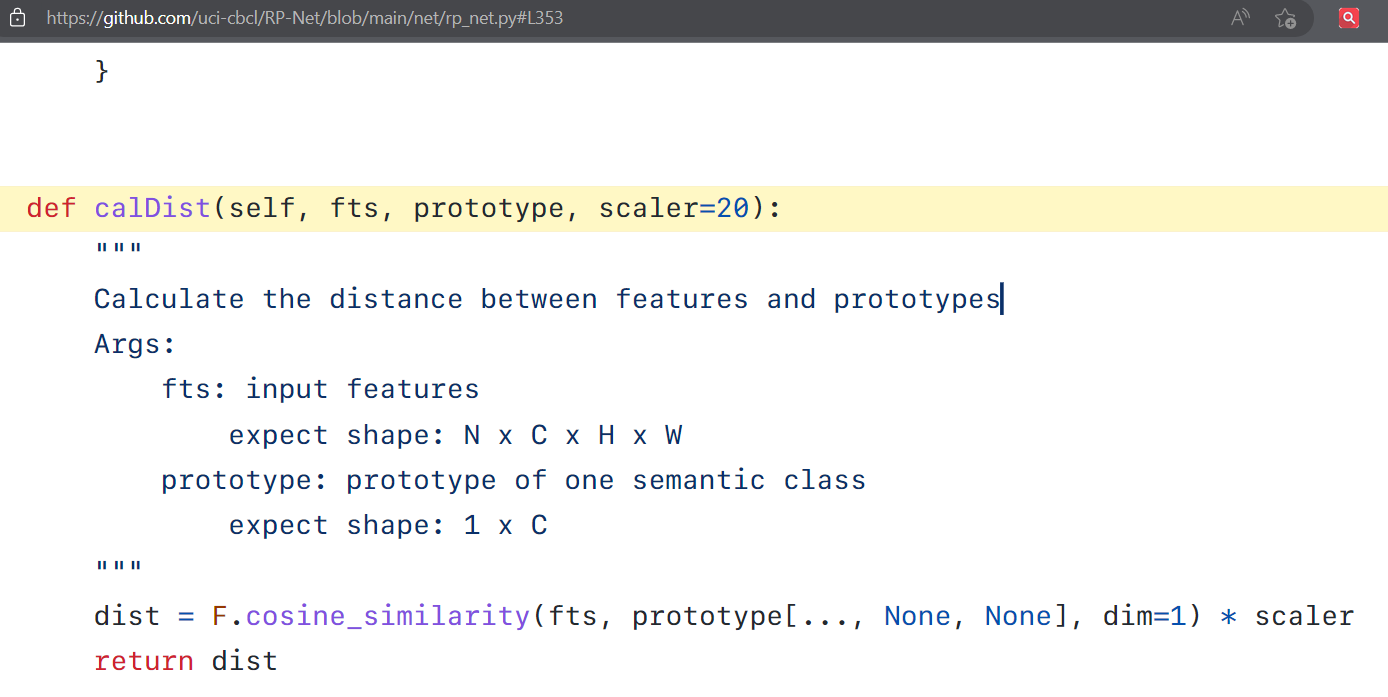 https://github.com/uci-cbcl/RP-Net/blob/main/net/rp_net.py#L353
}
def calDist(self, fts, prototype, scaler=20):
"""
Calculate the distance between features and prototypes
Args:
fts: input features
expect shape: N x C x H x W
prototype: prototype of one semantic class
expect shape: 1 x C
"""
dist = F.cosine_similarity(fts, prototype[..., None, None], dim=1) * scaler
return dist